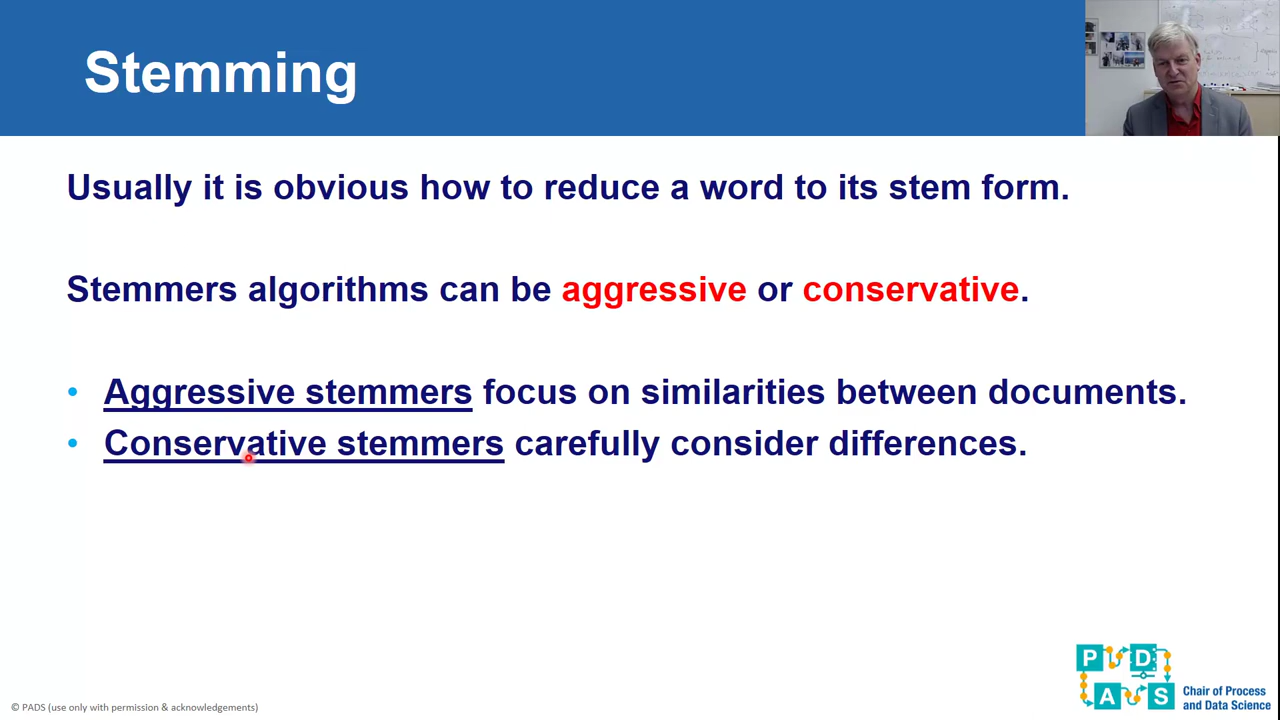 Stemming
Usually it is obvious how to reduce a word to its stem form.
Stemmers algorithms can be aggressive or conservative.
• Aggressive stemmers focus on similarities between documents.
• Conservative stemmers carefully consider differences.
P D
A S
Chair of Process
and Data Science
© PADS (use only with permission & acknowledgements)